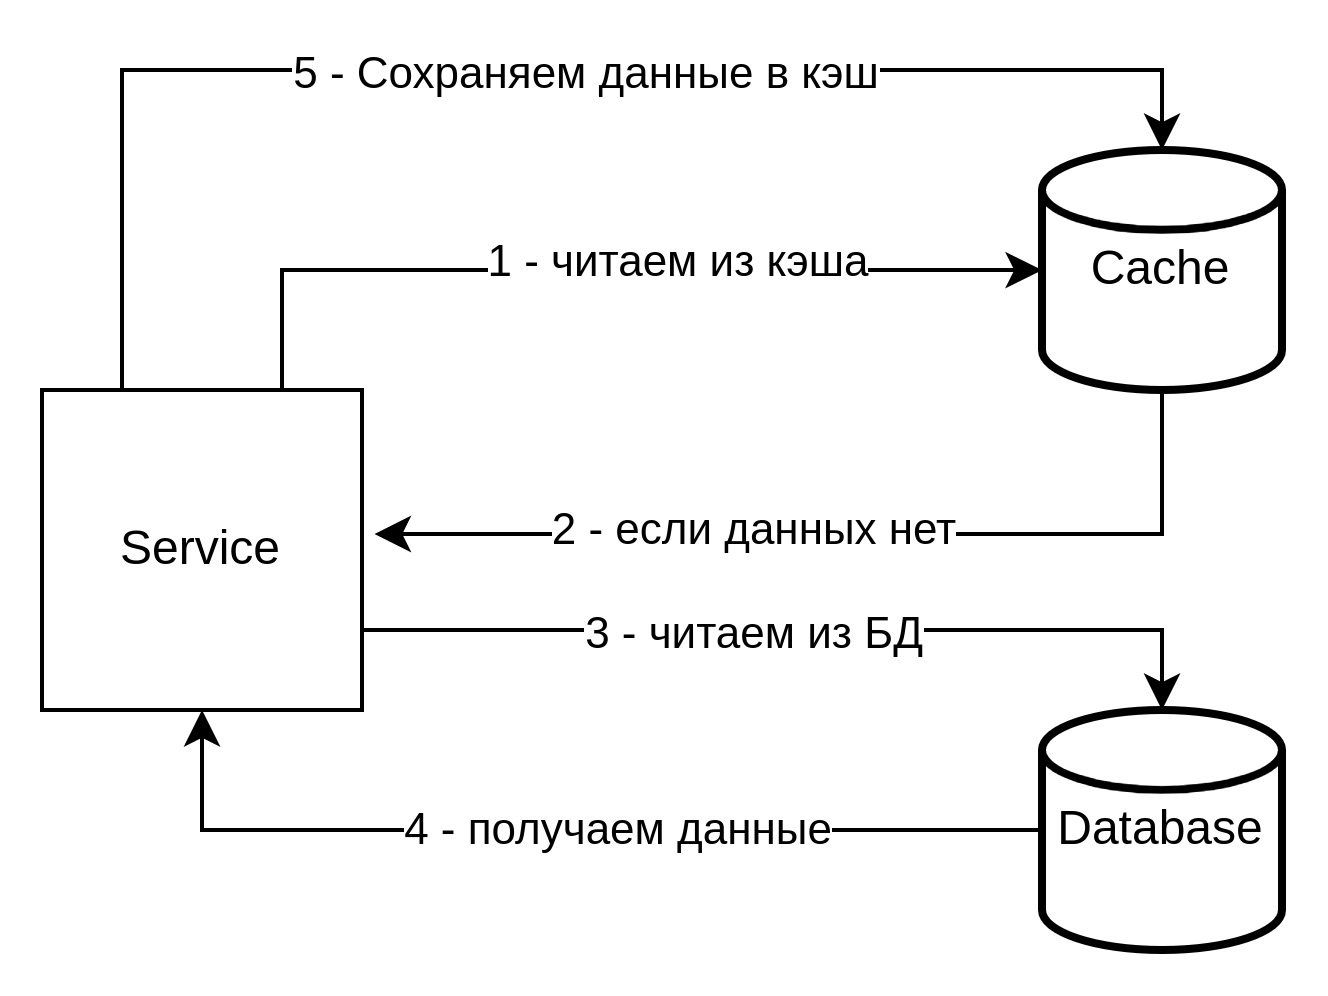 5 - Сохраняем данные в кэш
1 - читаем из кэша
Cache
2 - если данных нет
Service
3 - читаем из БД
4 - получаем данные
Database